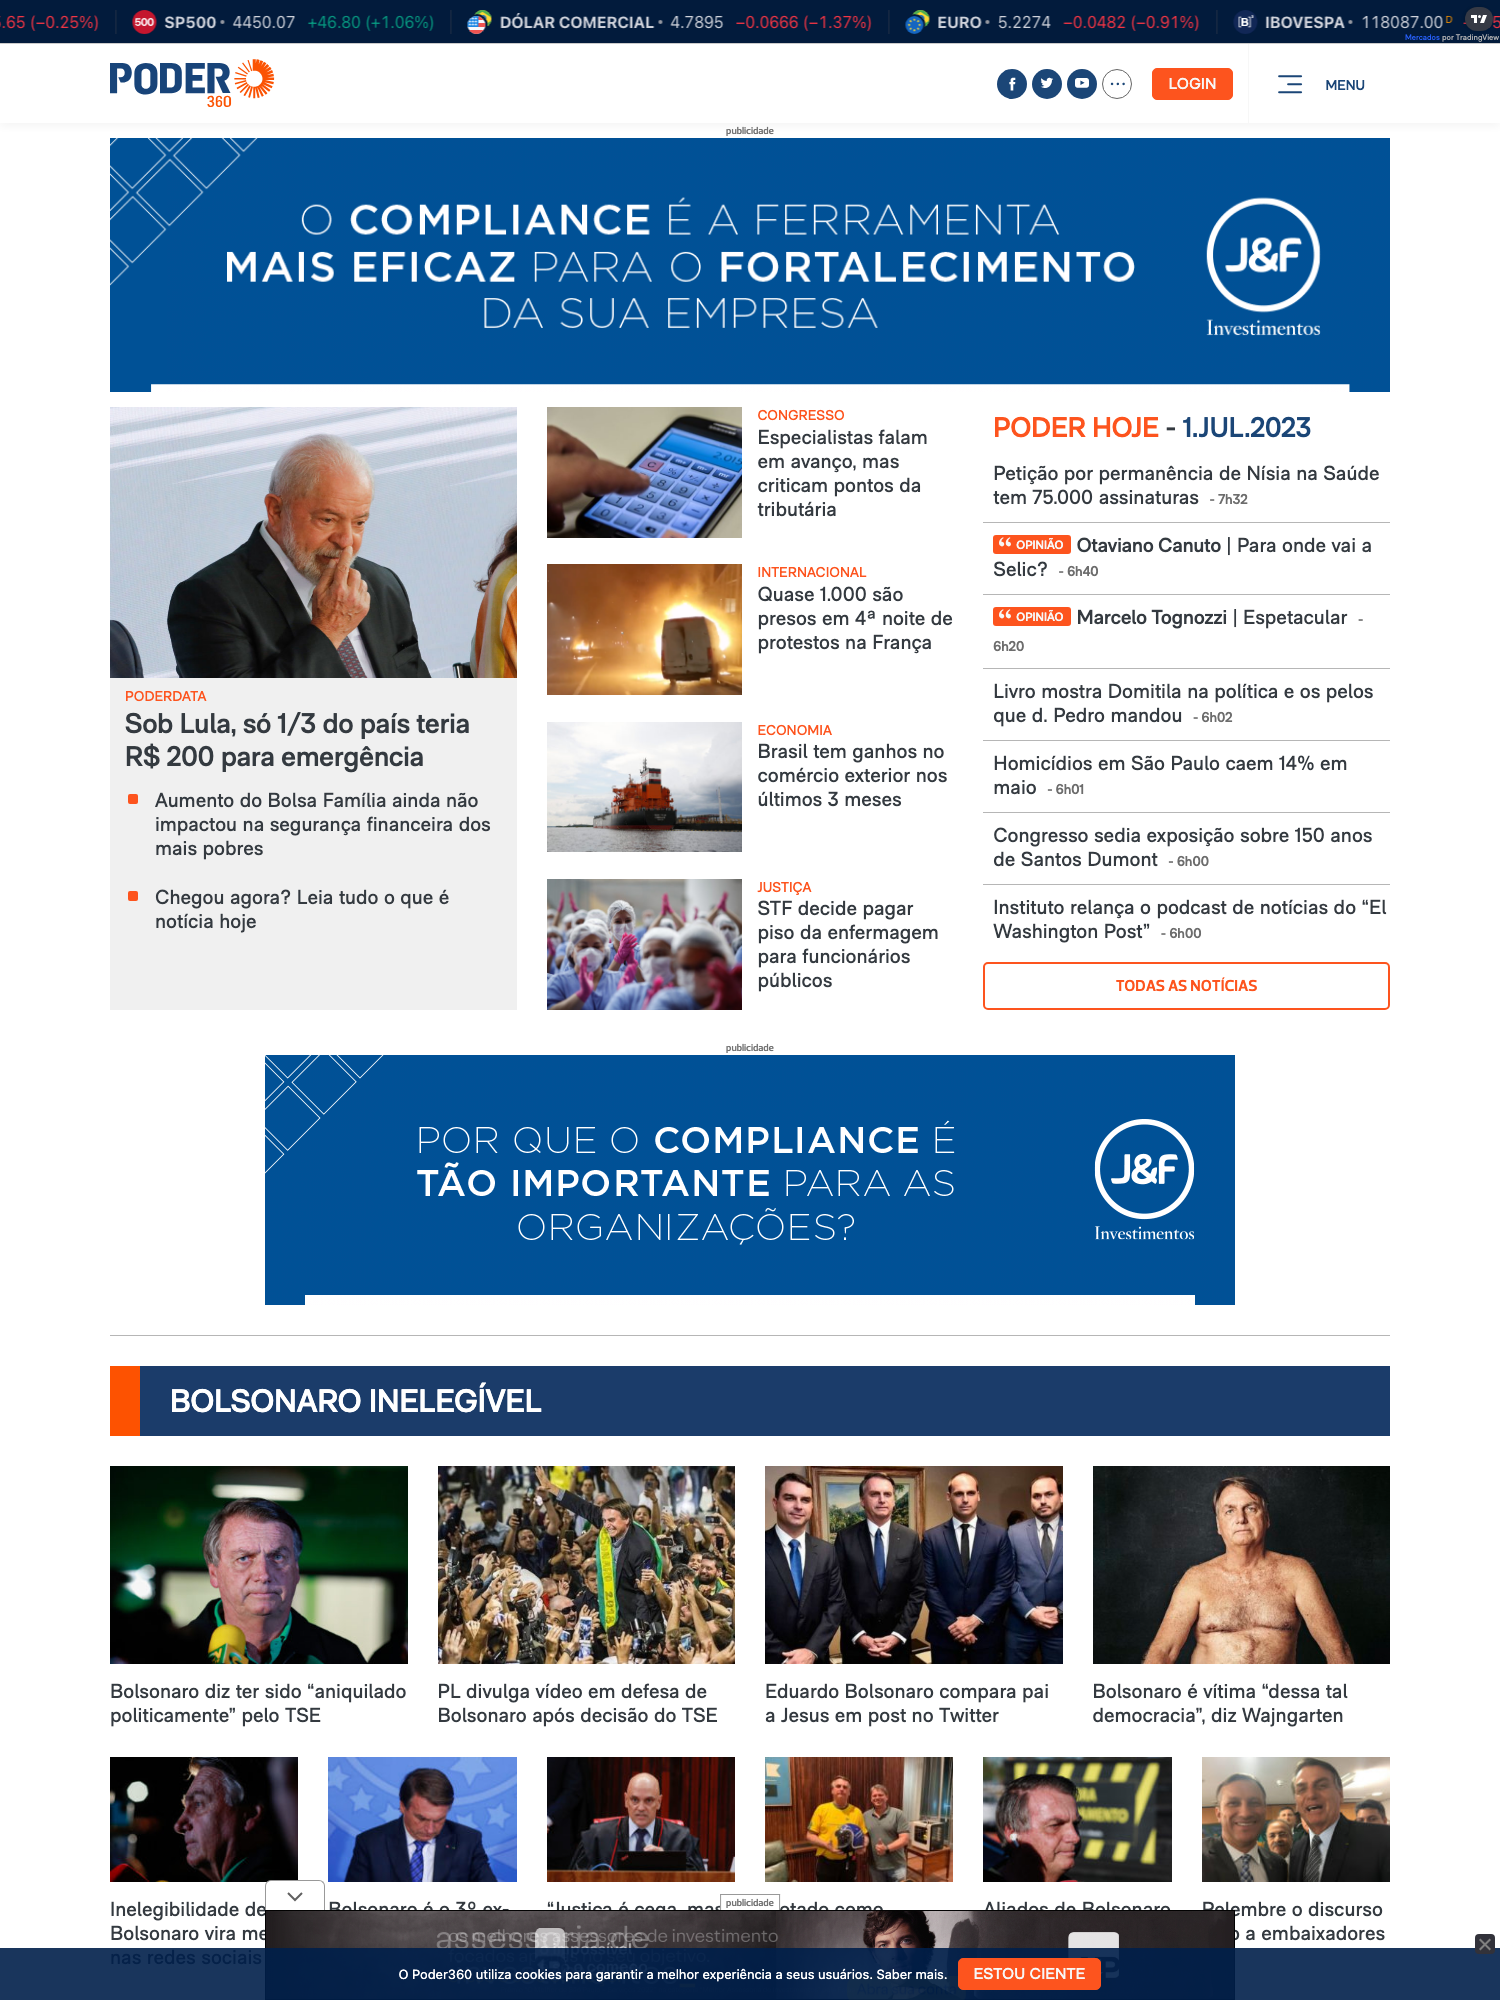 .65 (−0.25%)
500 SP500 4450.07 +46.80 (+1.06%)
DÓLAR COMERCIAL 4.7895 −0.0666 (−1.37%)
EURO 5.2274 −0.0482 (−0.91%)
IBOVESPA 118087.00 D
Mercados por TradingView
PODER
360
LOGIN
MENU
publicidade
O COMPLIANCE É A FERRAMENTA
MAIS EFICAZ PARA O FORTALECIMENTO
DA SUA EMPRESA
J&F
Investimentos
PODERDATA
Sob Lula, só 1/3 do país teria
R$ 200 para emergência
Aumento do Bolsa Família ainda não
impactou na segurança financeira dos
mais pobres
Chegou agora? Leia tudo o que é
notícia hoje
CONGRESSO
Especialistas falam
em avanço, mas
criticam pontos da
tributária
INTERNACIONAL
Quase 1.000 são
presos em 4ª noite de
protestos na França
ECONOMIA
Brasil tem ganhos no
comércio exterior nos
últimos 3 meses
JUSTIÇA
STF decide pagar
piso da enfermagem
para funcionários
públicos
PODER HOJE - 1.JUL.2023
Petição por permanência de Nísia na Saúde
tem 75.000 assinaturas - 7h32
“ OPINIÃO Otaviano Canuto | Para onde vai a
Selic? - 6h40
“ OPINIÃO Marcelo Tognozzi | Espetacular -
6h20
Livro mostra Domitila na política e os pelos
que d. Pedro mandou - 6h02
Homicídios em São Paulo caem 14% em
maio - 6h01
Congresso sedia exposição sobre 150 anos
de Santos Dumont - 6h00
Instituto relança o podcast de notícias do “El
Washington Post” - 6h00
TODAS AS NOTÍCIAS
publicidade
POR QUE O COMPLIANCE É
TÃO IMPORTANTE PARA AS
ORGANIZAÇÕES?
J&F
Investimentos
BOLSONARO INELEGÍVEL
Bolsonaro diz ter sido “aniquilado
politicamente” pelo TSE
PL divulga vídeo em defesa de
Bolsonaro após decisão do TSE
Eduardo Bolsonaro compara pai
a Jesus em post no Twitter
Bolsonaro é vítima “dessa tal
democracia”, diz Wajngarten
Inelegibilidade de
Bolsonaro vira me
nas redes sociais
Bolsonaro é o 3º ex-
“Justiça é cega, mas
otado como
Aliados de Bolsonaro
Relembre o discurso
a embaixadores
publicidade
os melhores assessores de investimento
O Poder360 utiliza cookies para garantir a melhor experiência a seus usuários. Saber mais.
ESTOU CIENTE